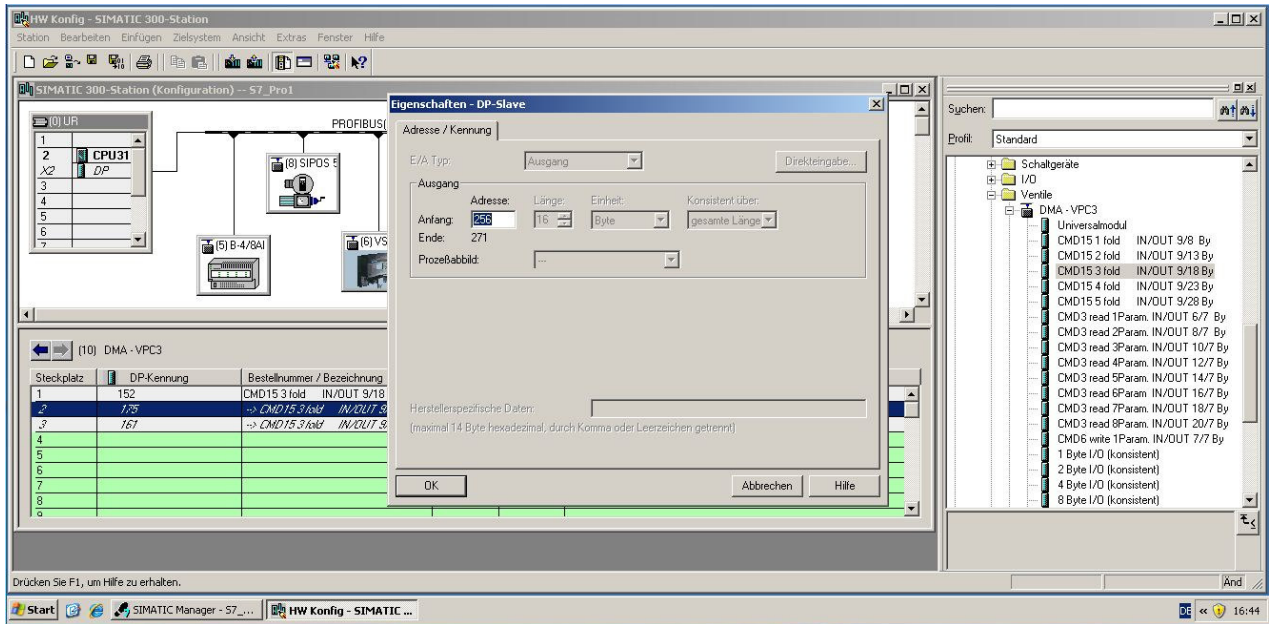 HW Konfig - SIMATIC 300-Station
Station Bearbeiten Einfügen Zielsystem Ansicht Extras Fenster Hilfe
SIMATIC 300-Station (Konfiguration) -- S7_Pro1
(0) UR
1
2 CPU31
X2 DP
3
4
5
6
7
PROFIBUS(
(8) SIPOS 5
(5) B-4/8AI
(6) VS
Eigenschaften - DP-Slave
Adresse / Kennung
E/A Typ: Ausgang Direkteingabe...
Ausgang
Adresse: Länge: Einheit: Konsistent über:
Anfang: 256 16 Byte gesamte Länge
Ende: 271
Prozeßabbild: ---
Herstellerspezifische Daten:
(maximal 14 Byte hexadezimal, durch Komma oder Leerzeichen getrennt)
OK Abbrechen Hilfe
(10) DMA - VPC3
Steckplatz DP-Kennung Bestellnummer / Bezeichnung
1 152 CMD15 3 fold IN/OUT 9/18
2 175 --> CMD15 3 fold IN/OUT 9/
3 161 --> CMD15 3 fold IN/OUT 9/
4
5
6
7
8
9
Suchen:
Profil: Standard
Schaltgeräte
I/O
Ventile
DMA - VPC3
Universalmodul
CMD15 1 fold IN/OUT 9/8 By
CMD15 2 fold IN/OUT 9/13 By
CMD15 3 fold IN/OUT 9/18 By
CMD15 4 fold IN/OUT 9/23 By
CMD15 5 fold IN/OUT 9/28 By
CMD3 read 1Param. IN/OUT 6/7 By
CMD3 read 2Param. IN/OUT 8/7 By
CMD3 read 3Param. IN/OUT 10/7 By
CMD3 read 4Param. IN/OUT 12/7 By
CMD3 read 5Param. IN/OUT 14/7 By
CMD3 read 6Param IN/OUT 16/7 By
CMD3 read 7Param. IN/OUT 18/7 By
CMD3 read 8Param. IN/OUT 20/7 By
CMD6 write 1Param. IN/OUT 7/7 By
1 Byte I/O (konsistent)
2 Byte I/O (konsistent)
4 Byte I/O (konsistent)
8 Byte I/O (konsistent)
Drücken Sie F1, um Hilfe zu erhalten.
Änd
Start SIMATIC Manager - S7_... HW Konfig - SIMATIC ... DE « 16:44